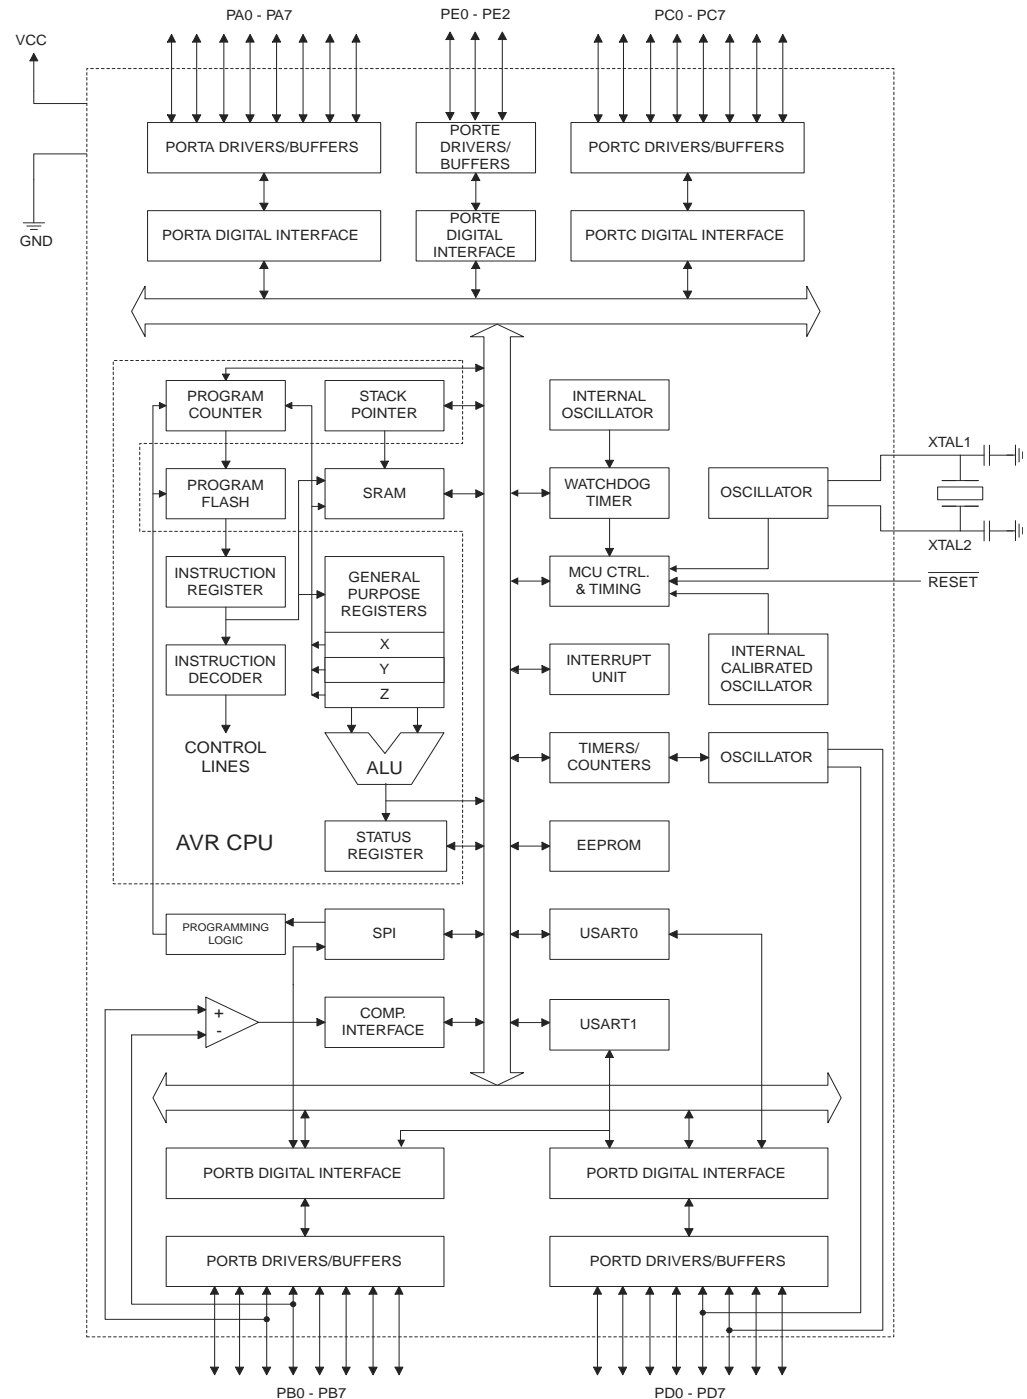 PA0 - PA7
PE0 - PE2
PC0 - PC7
VCC
PORTA DRIVERS/BUFFERS
PORTE
DRIVERS/
BUFFERS
PORTC DRIVERS/BUFFERS
GND
PORTA DIGITAL INTERFACE
PORTE
DIGITAL
INTERFACE
PORTC DIGITAL INTERFACE
PROGRAM
COUNTER
STACK
POINTER
INTERNAL
OSCILLATOR
XTAL1
PROGRAM
FLASH
SRAM
WATCHDOG
TIMER
OSCILLATOR
XTAL2
INSTRUCTION
REGISTER
GENERAL
PURPOSE
REGISTERS
MCU CTRL.
& TIMING
RESET
X
Y
Z
INSTRUCTION
DECODER
INTERRUPT
UNIT
INTERNAL
CALIBRATED
OSCILLATOR
CONTROL
LINES
ALU
TIMERS/
COUNTERS
OSCILLATOR
AVR CPU
STATUS
REGISTER
EEPROM
PROGRAMMING
LOGIC
SPI
USART0
+
-
COMP.
INTERFACE
USART1
PORTB DIGITAL INTERFACE
PORTD DIGITAL INTERFACE
PORTB DRIVERS/BUFFERS
PORTD DRIVERS/BUFFERS
PB0 - PB7
PD0 - PD7